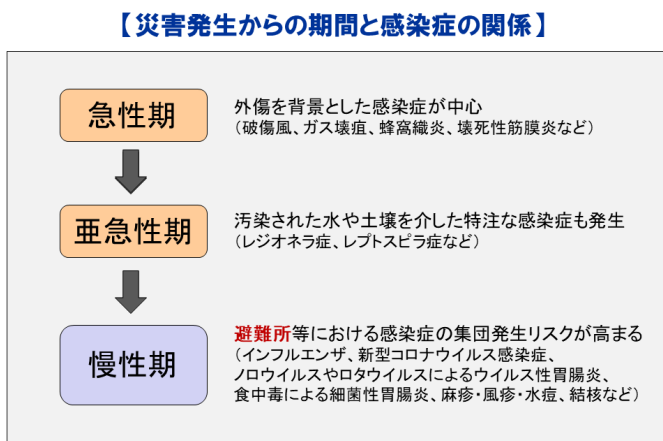 【災害発生からの期間と感染症の関係】
急性期
外傷を背景とした感染症が中心
(破傷風、ガス壊疽、蜂窩織炎、壊死性筋膜炎など)
亜急性期
汚染された水や土壌を介した特注な感染症も発生
(レジオネラ症、レプトスピラ症など)
慢性期
避難所等における感染症の集団発生リスクが高まる
(インフルエンザ、新型コロナウイルス感染症、
ノロウイルスやロタウイルスによるウイルス性胃腸炎、
食中毒による細菌性胃腸炎、麻疹・風疹・水痘、結核など)